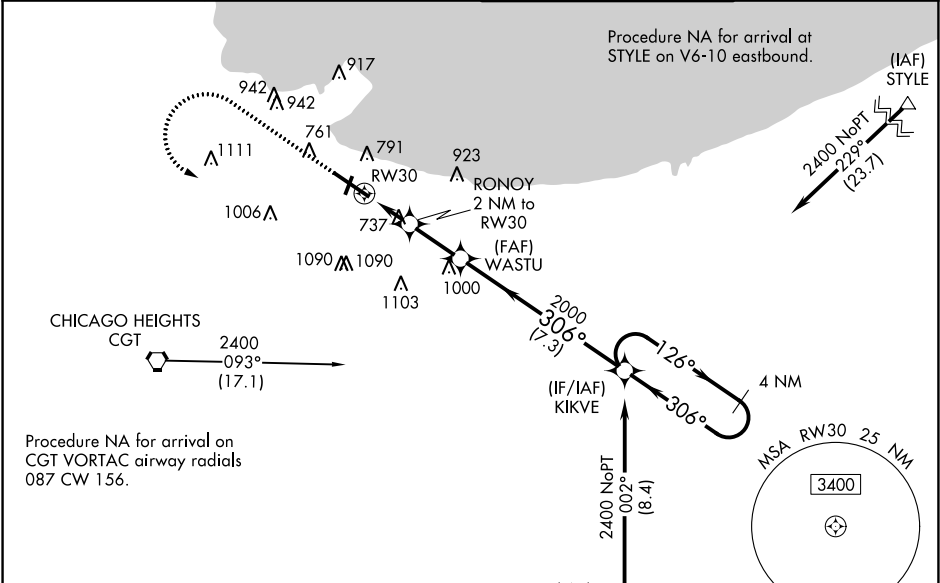 Procedure NA for arrival at
STYLE on V6-10 eastbound.
(IAF)
STYLE
2400 NoPT
229°
(23.7)
917
942
942
761
791
1111
923
RW30
RONOY
2 NM to
RW30
1006
737
(FAF)
WASTU
1090
1090
1000
1103
2000
306°
(7.3)
CHICAGO HEIGHTS
CGT
2400
093°
(17.1)
126°
306°
4 NM
(IF/IAF)
KIKVE
Procedure NA for arrival on
CGT VORTAC airway radials
087 CW 156.
2400 NoPT
002°
(8.4)
MSA RW30 25 NM
3400